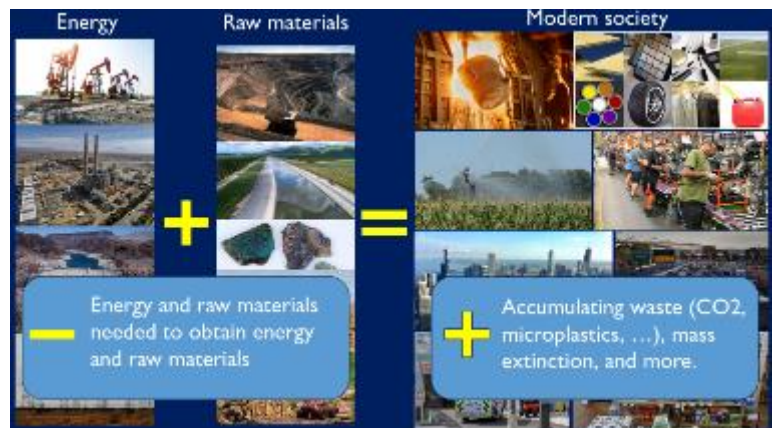 Energy
Raw materials
Modern society
+
=
− Energy and raw materials
needed to obtain energy
and raw materials
+ Accumulating waste (CO2,
microplastics, ...), mass
extinction, and more.